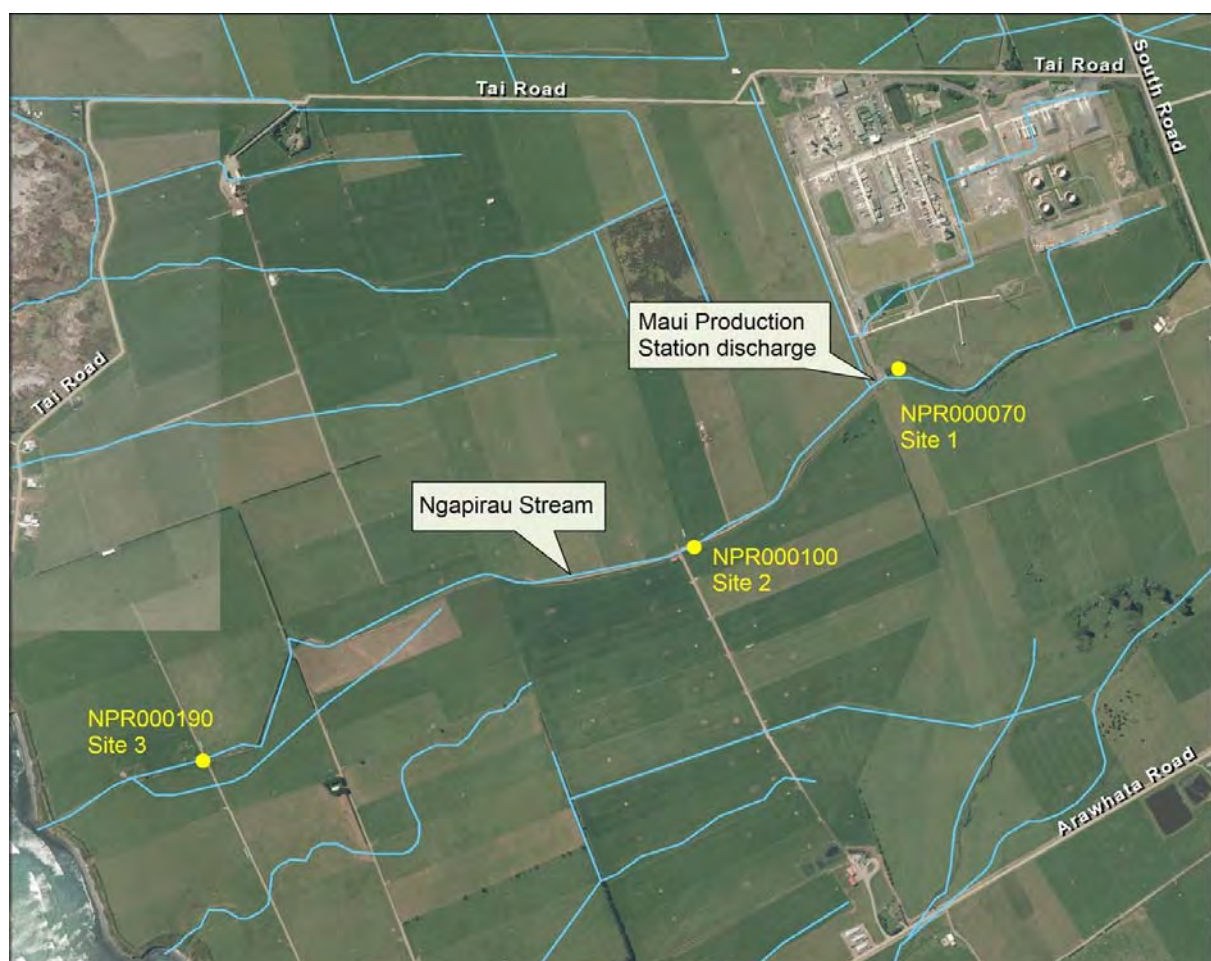 Tai Road
Tai Road
South Road
Maui Production
Station discharge
Tai Road
NPR000070
Site 1
Ngapirau Stream
NPR000100
Site 2
NPR000190
Site 3
Arawhata Road